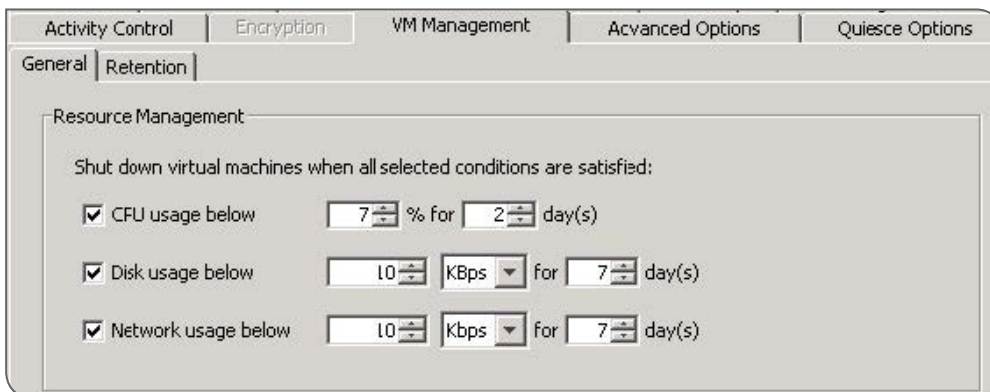 Activity Control Encryption VM Management Acvanced Options Quiesce Options
General Retention
Resource Management
Shut down virtual machines when all selected conditions are satisfied:
CFU usage below 7 % for 2 day(s)
Disk usage below 10 KBps for 7 day(s)
Network usage below 10 Kbps for 7 day(s)